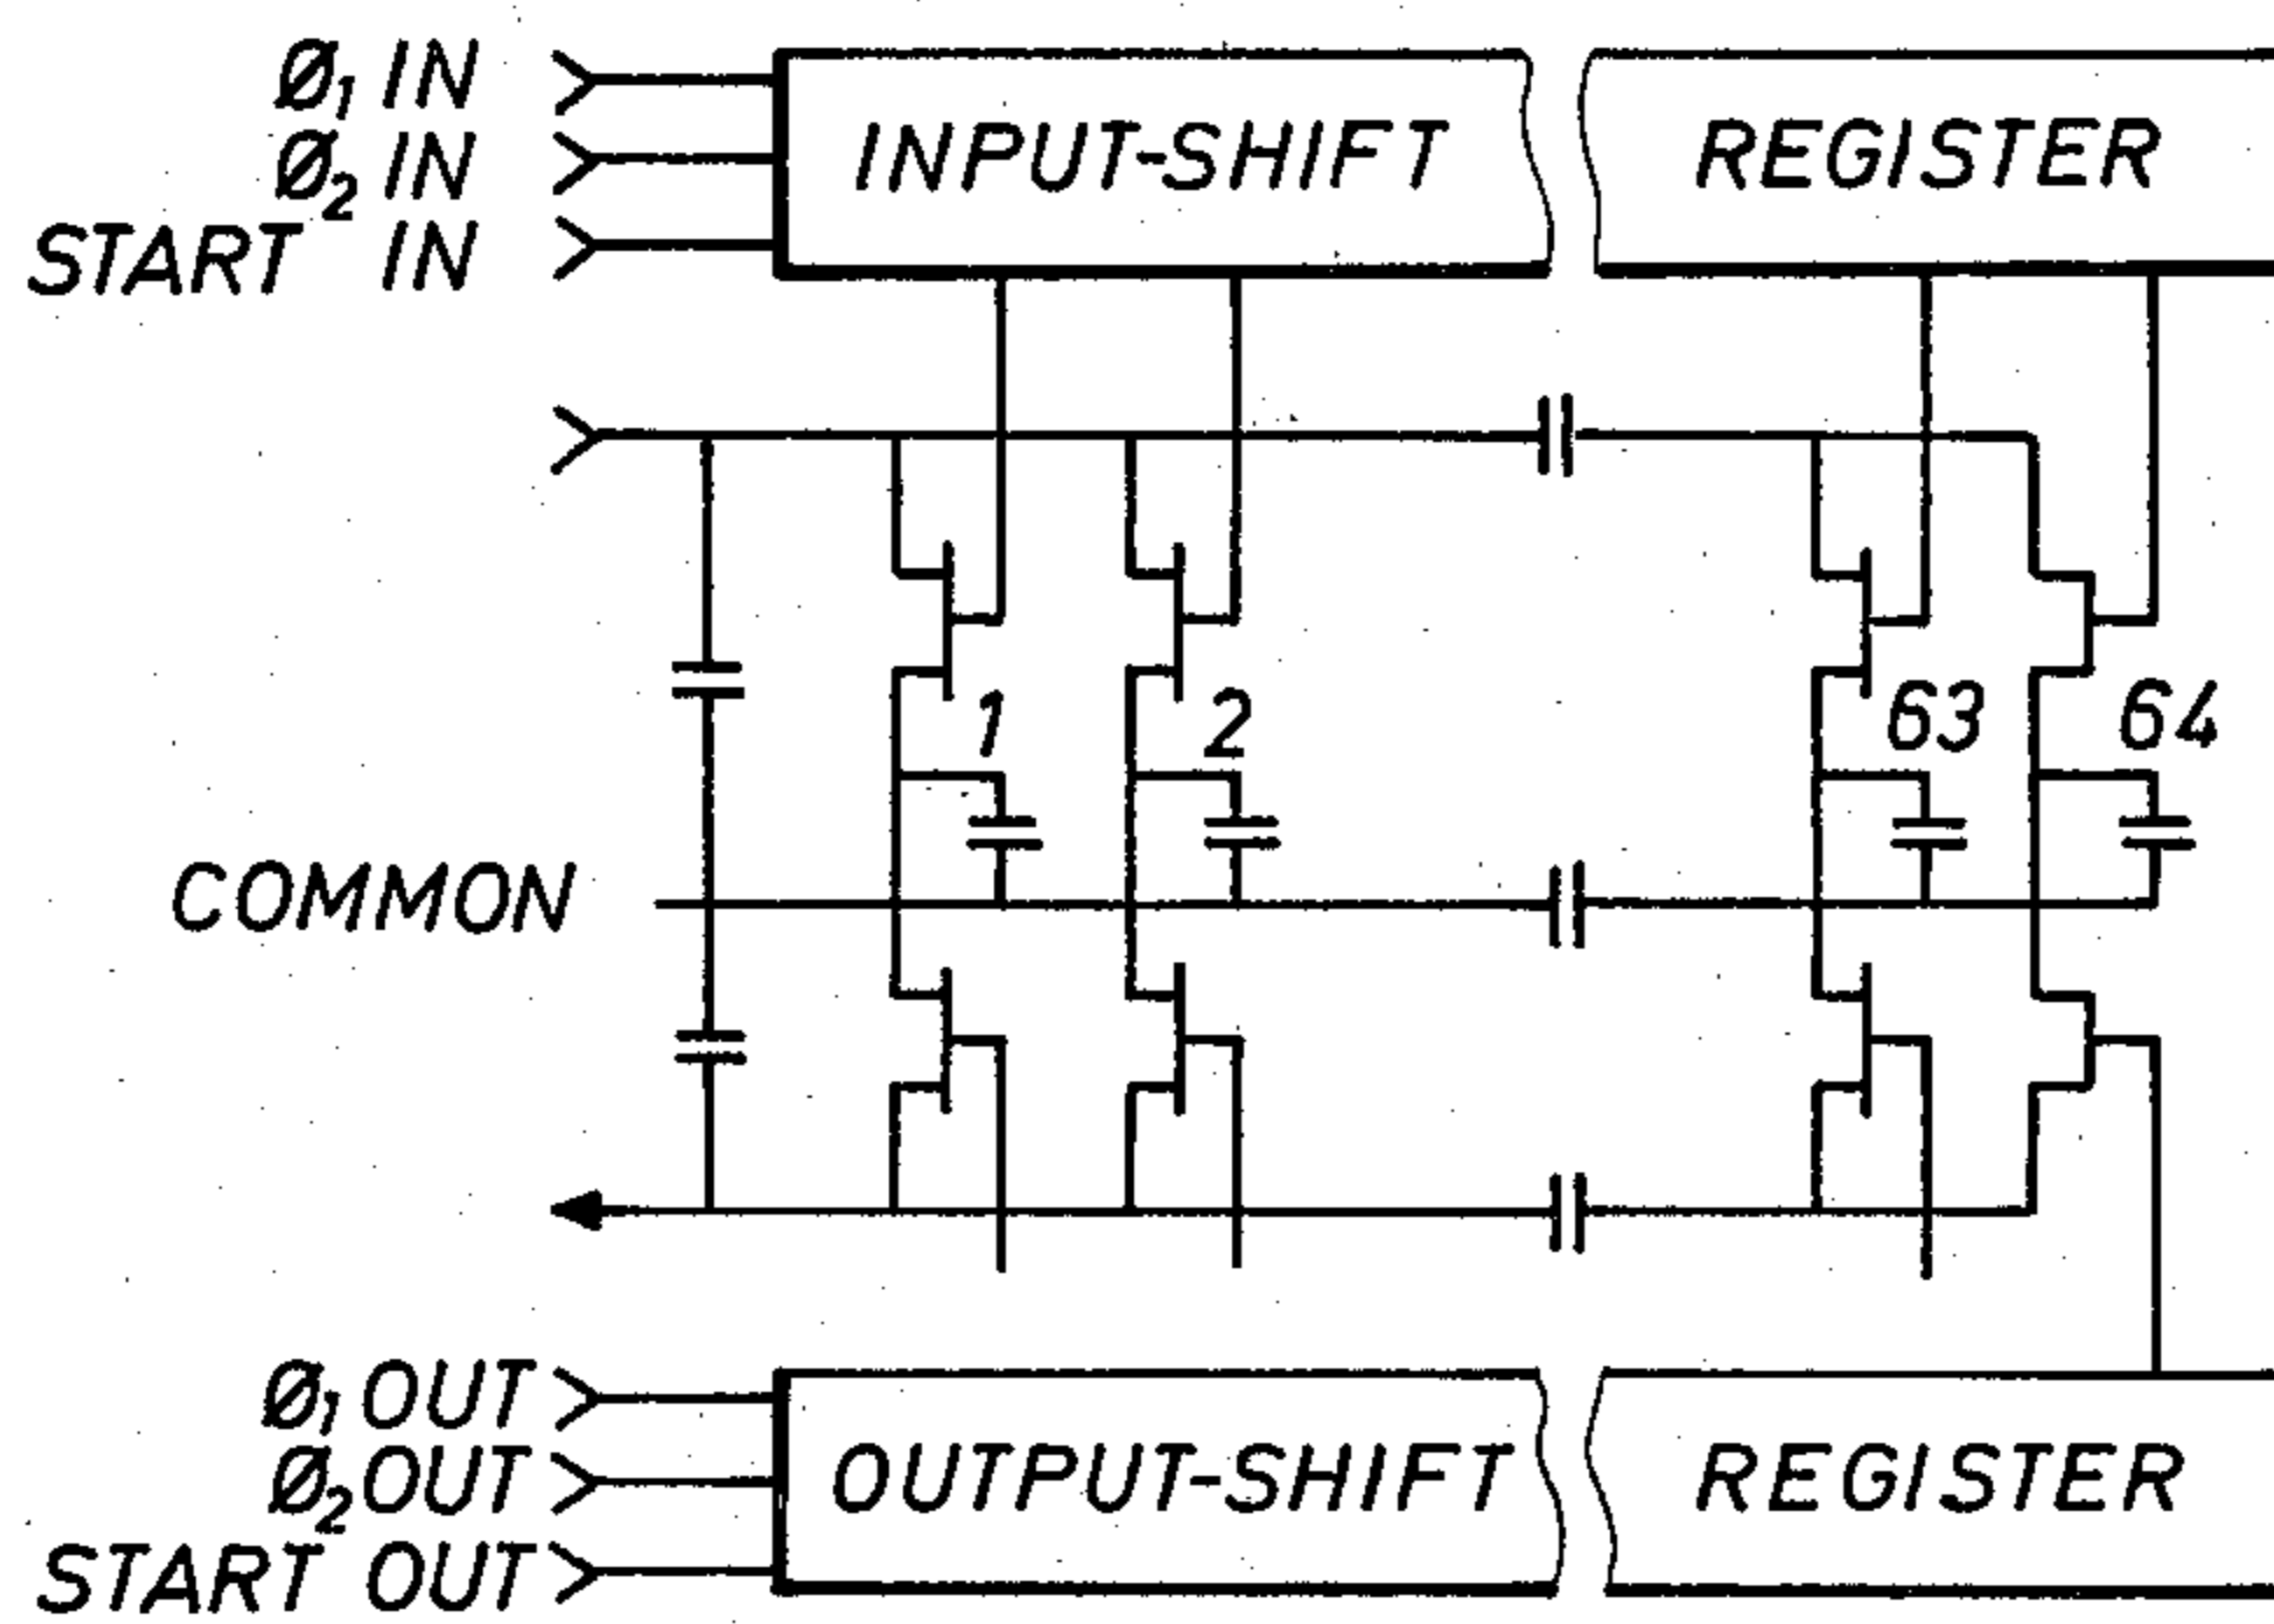 Ø1 IN
Ø2 IN
START IN
INPUT-SHIFT REGISTER
1 2 63 64
COMMON
Ø1 OUT
Ø2 OUT
START OUT
OUTPUT-SHIFT REGISTER